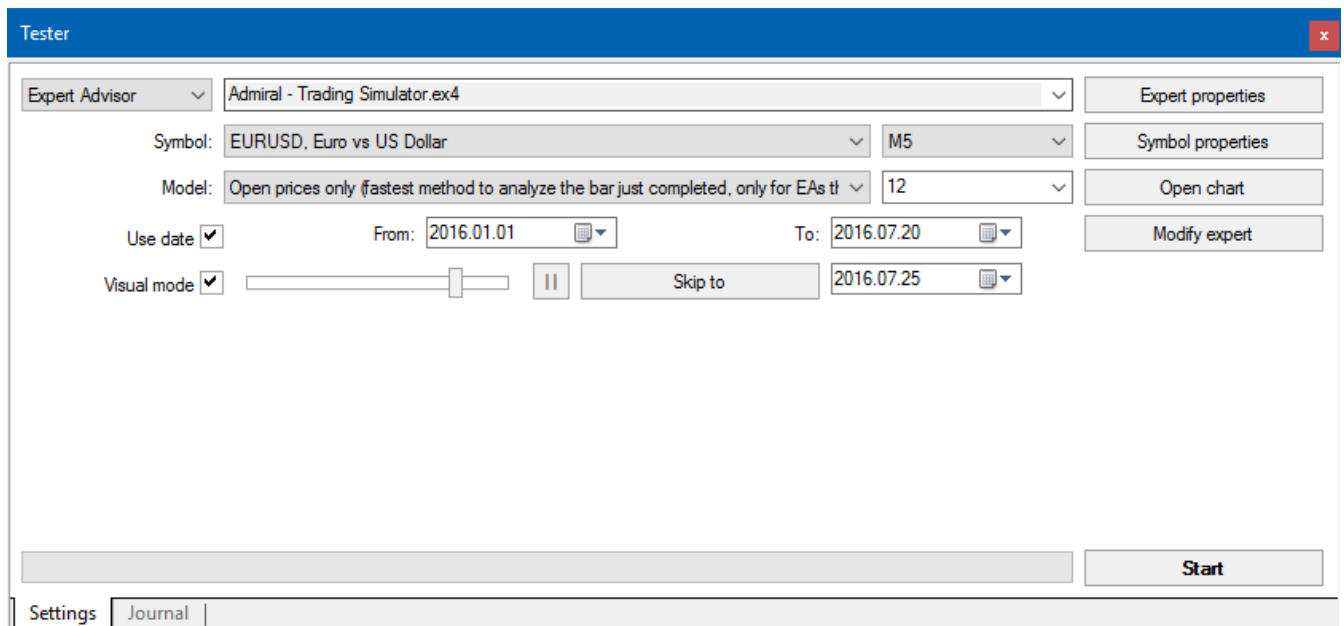 Tester
x
Expert Advisor Admiral - Trading Simulator.ex4 Expert properties
Symbol: EURUSD, Euro vs US Dollar M5 Symbol properties
Model: Open prices only (fastest method to analyze the bar just completed, only for EAs th 12 Open chart
Use date From: 2016.01.01 To: 2016.07.20 Modify expert
Visual mode Skip to 2016.07.25
Start
Settings Journal